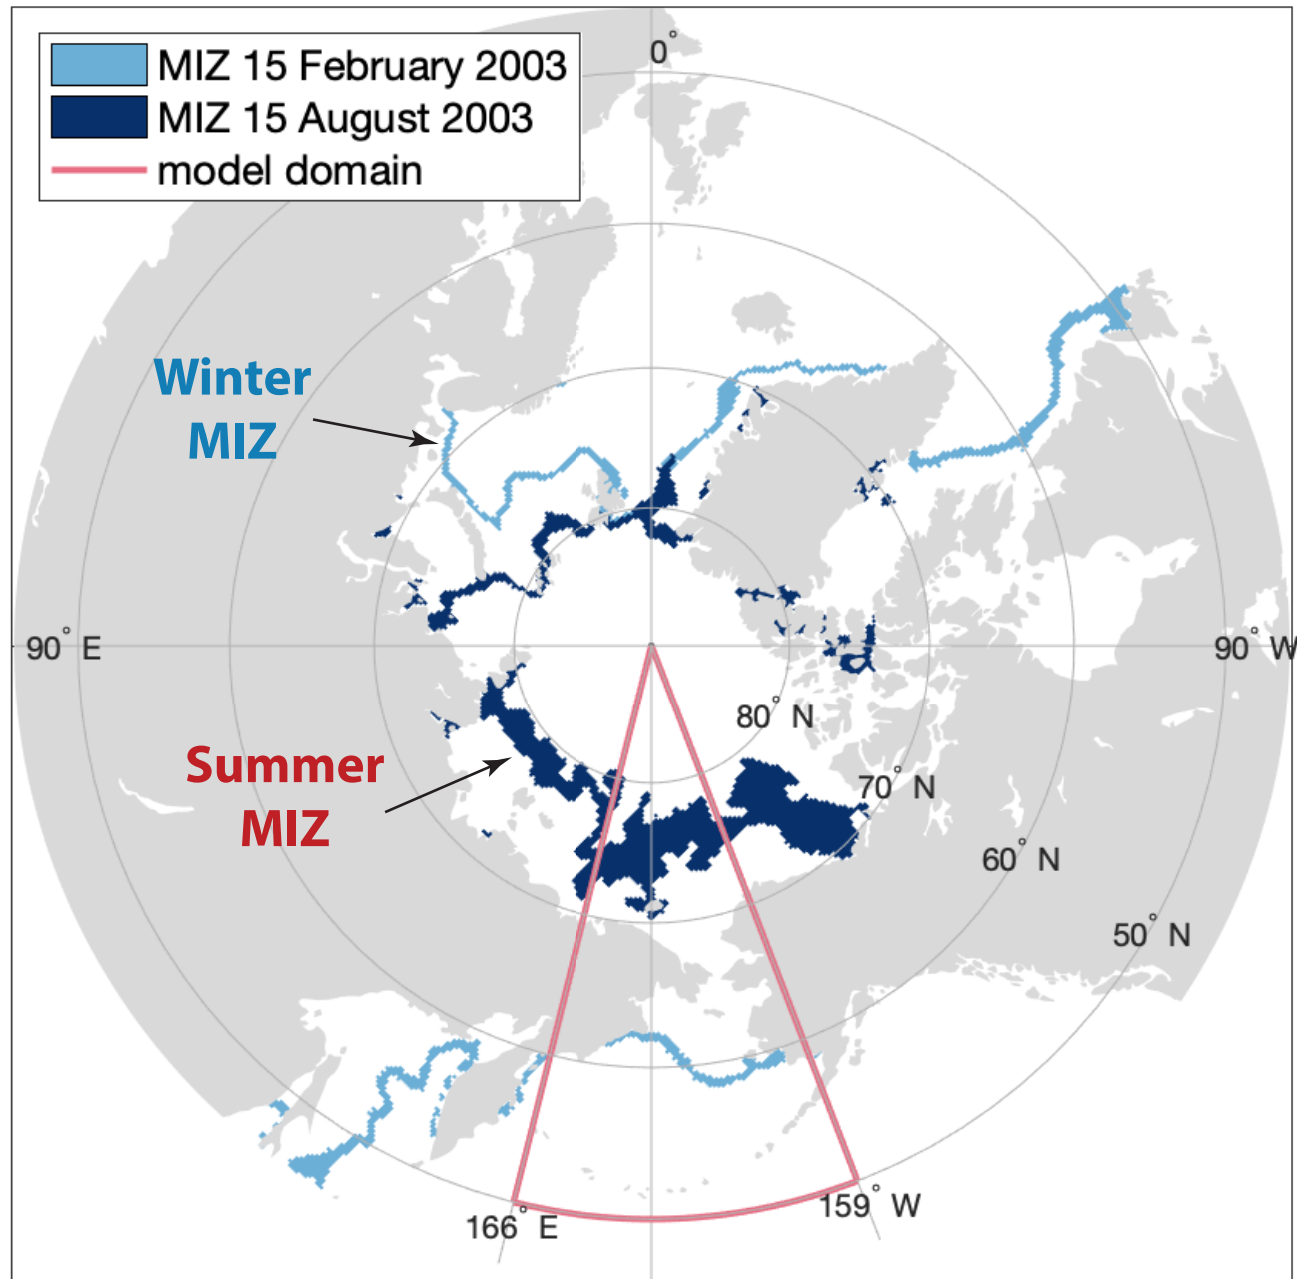 MIZ 15 February 2003
MIZ 15 August 2003
model domain
0°
Winter
MIZ
90° E
90° W
80° N
Summer
MIZ
70° N
60° N
50° N
159° W
166° E